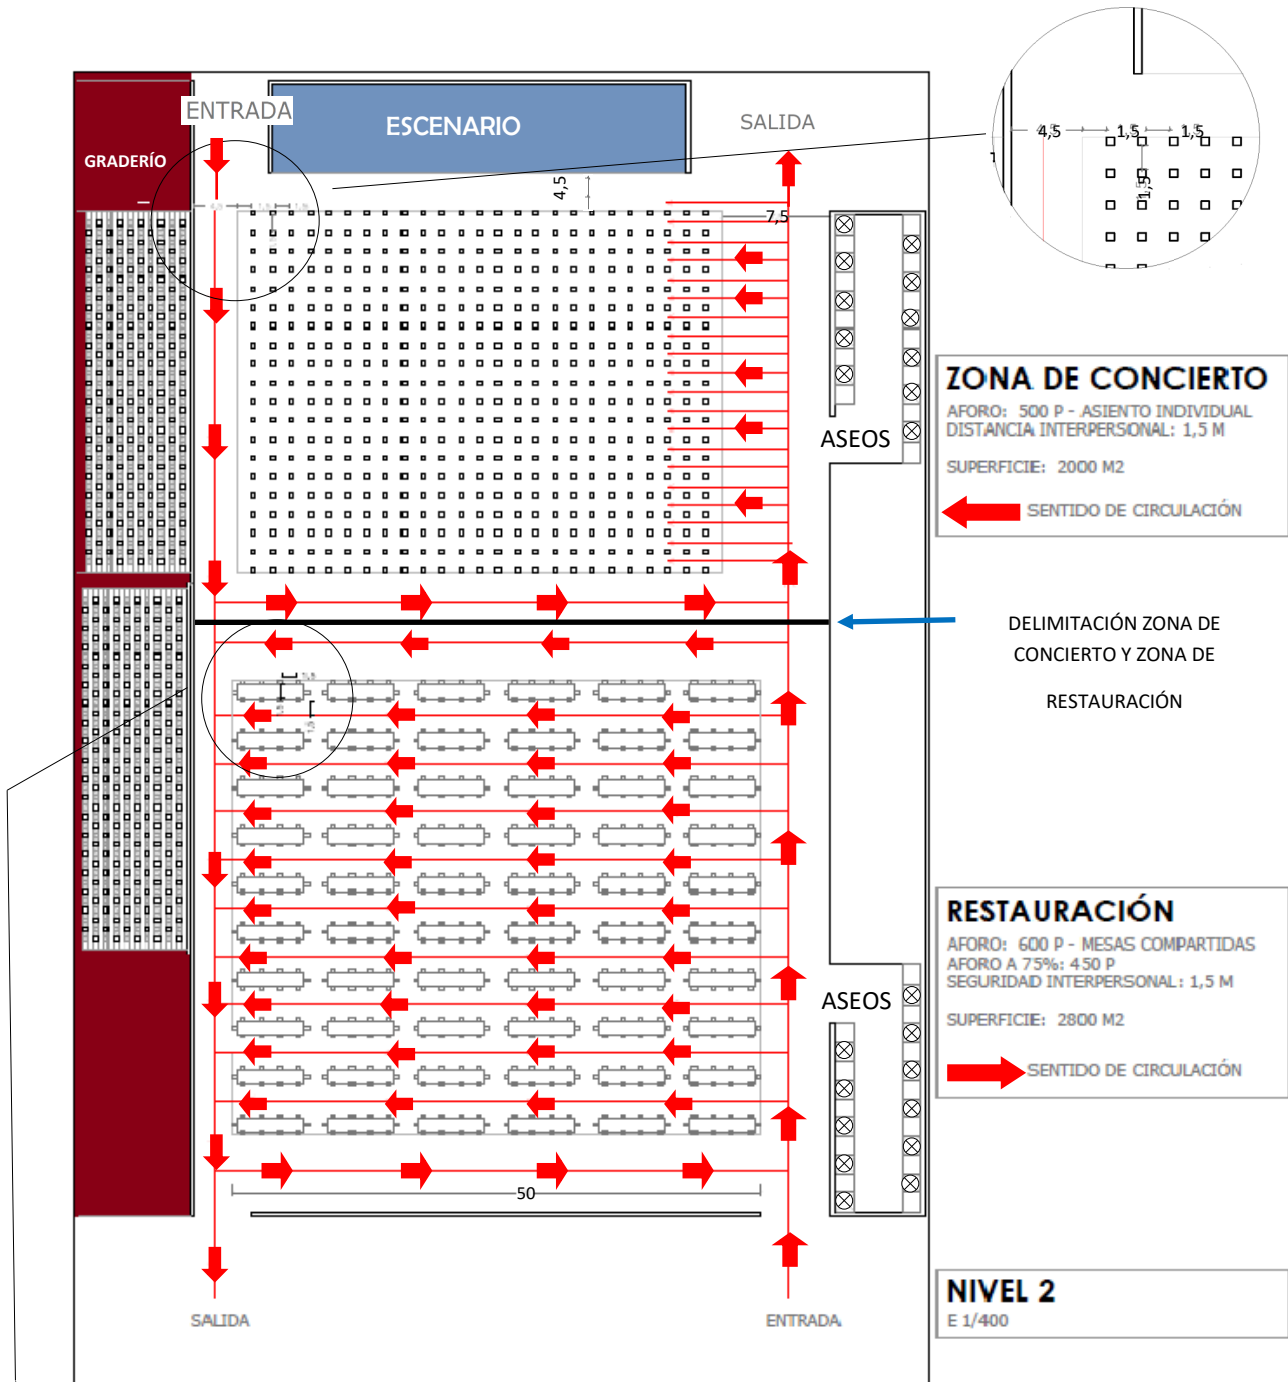 ENTRADA
ESCENARIO
SALIDA
GRADERÍO
4,5
7,5
4,5
1,5
1,5
1,5
ZONA DE CONCIERTO
AFORO: 500 P - ASIENTO INDIVIDUAL
DISTANCIA INTERPERSONAL: 1,5 M
SUPERFICIE: 2000 M2
SENTIDO DE CIRCULACIÓN
ASEOS
DELIMITACIÓN ZONA DE
CONCIERTO Y ZONA DE
RESTAURACIÓN
RESTAURACIÓN
AFORO: 600 P - MESAS COMPARTIDAS
AFORO A 75%: 450 P
SEGURIDAD INTERPERSONAL: 1,5 M
SUPERFICIE: 2800 M2
SENTIDO DE CIRCULACIÓN
ASEOS
50
SALIDA
ENTRADA
NIVEL 2
E 1/400